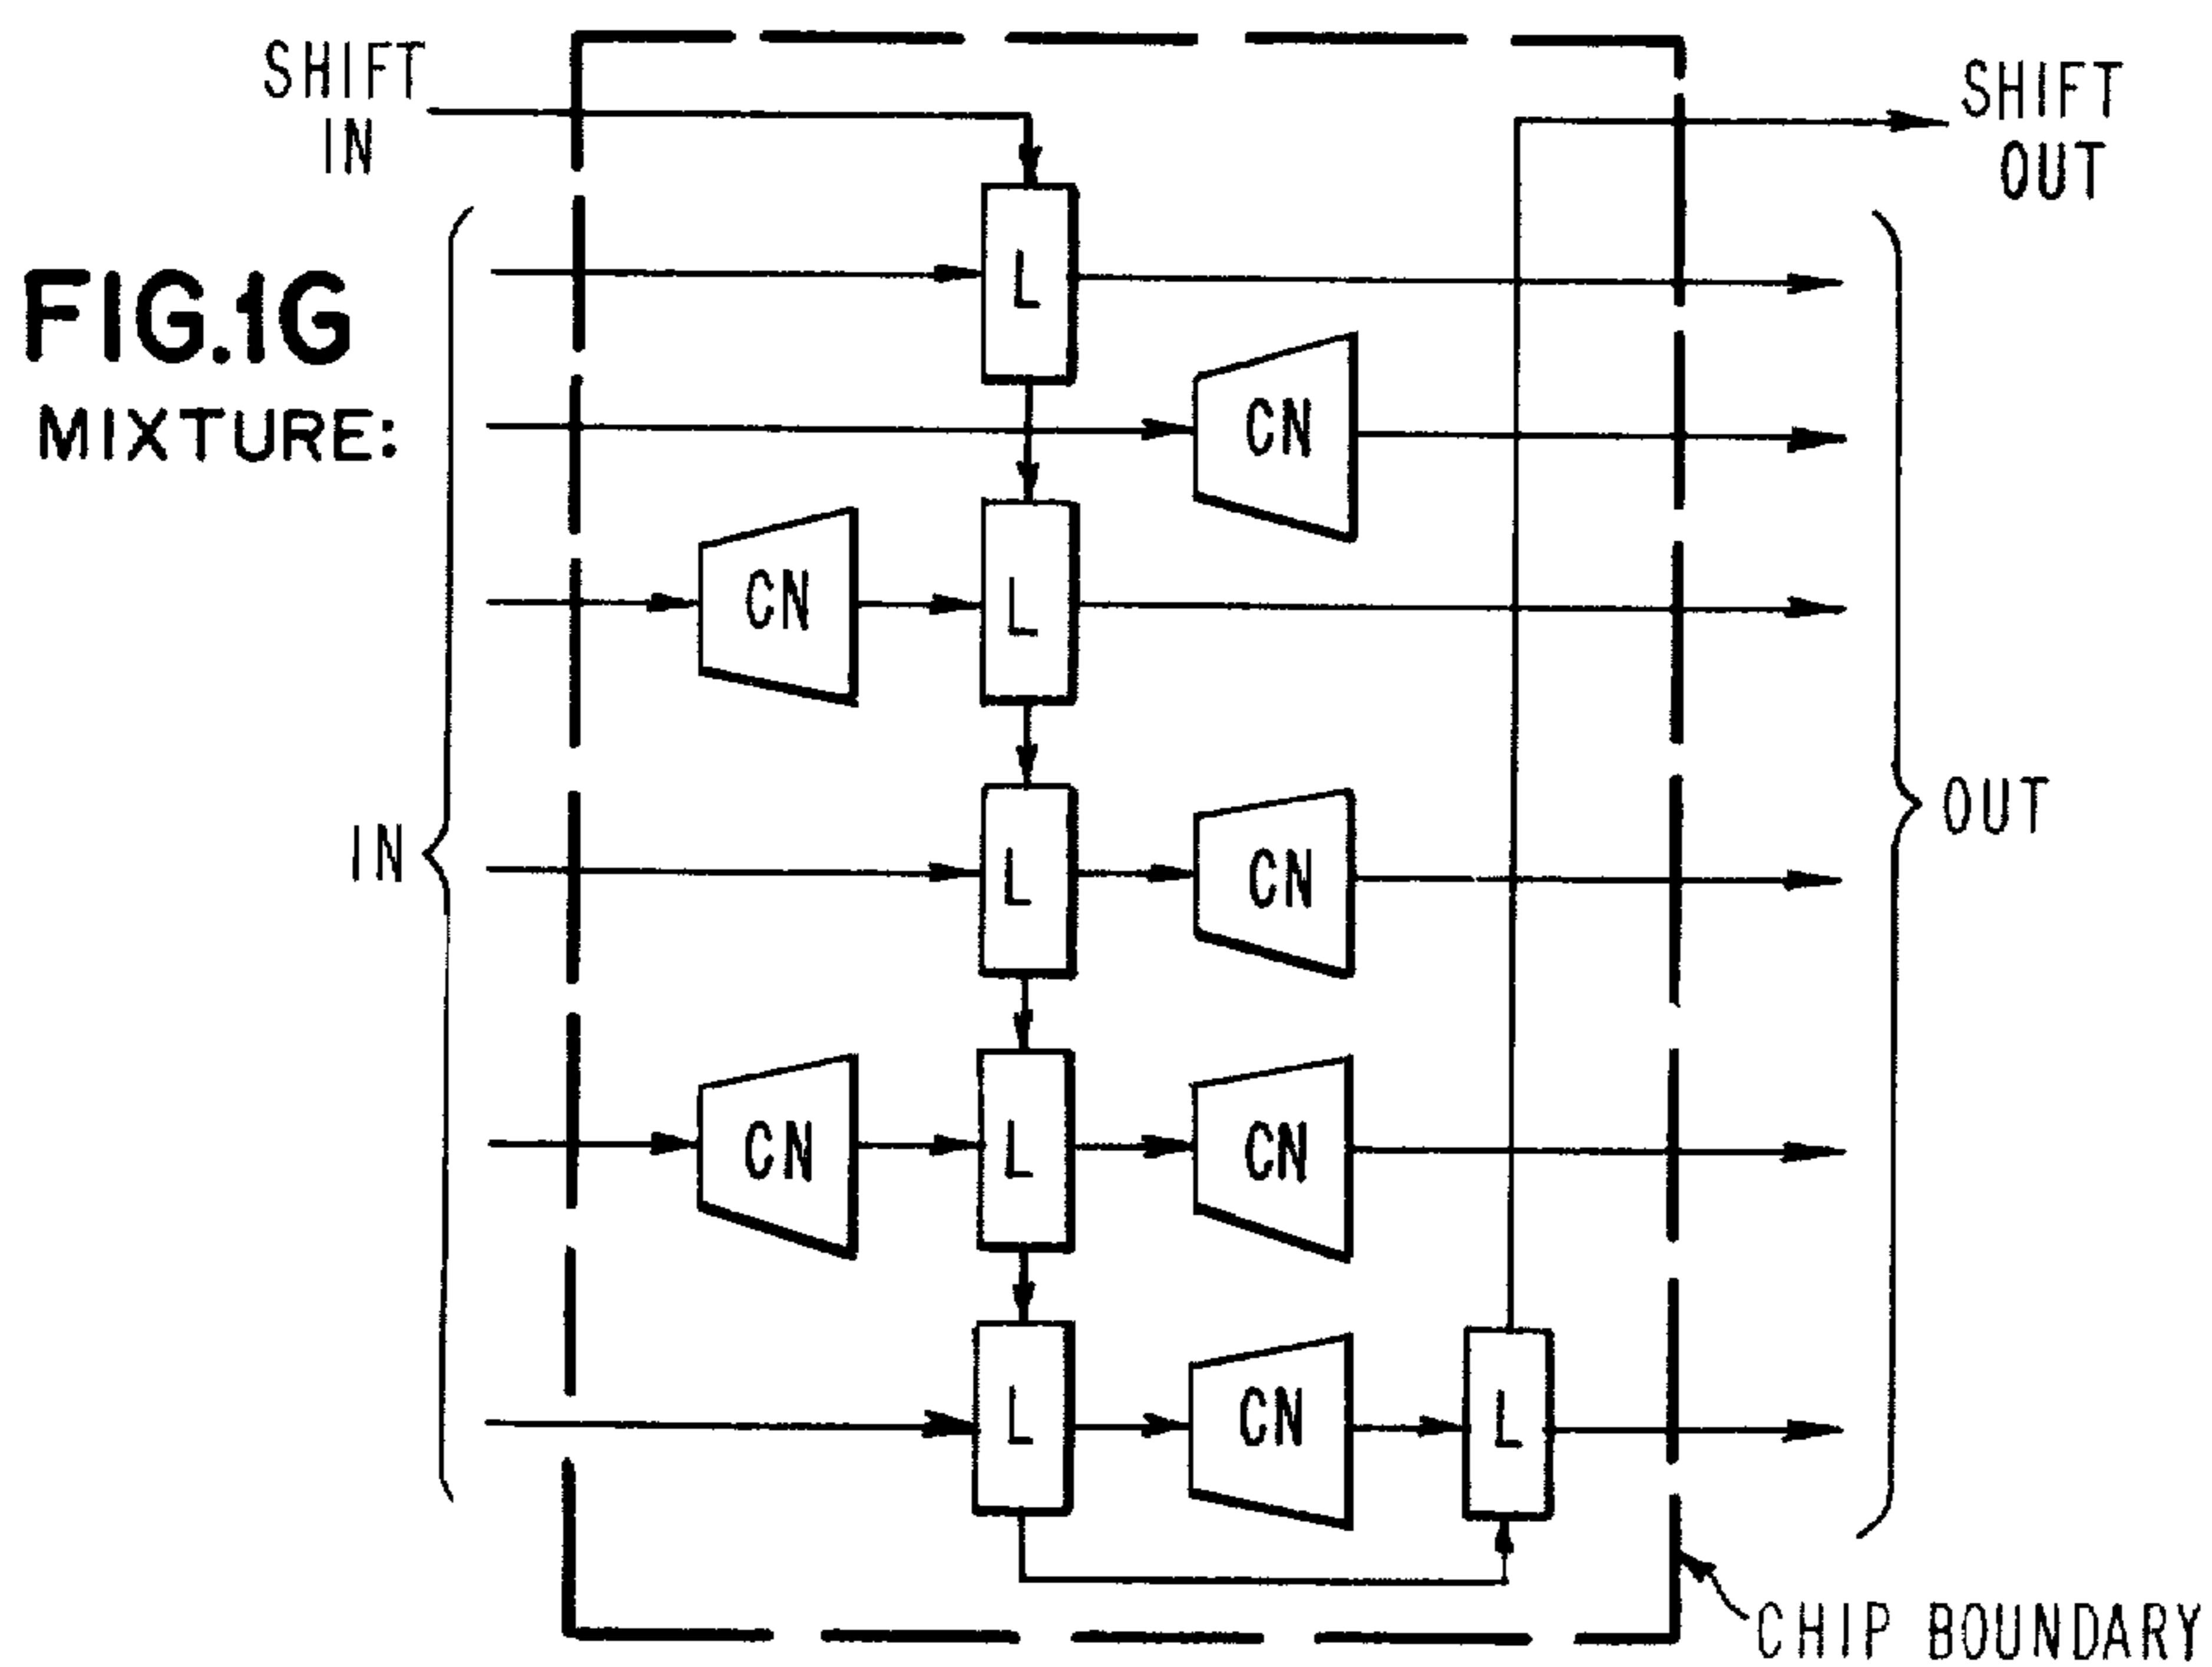 SHIFT
IN
SHIFT
OUT
FIG.1G
MIXTURE:
L
CN
CN
L
IN
L
CN
OUT
CN
L
CN
L
CN
L
CHIP BOUNDARY